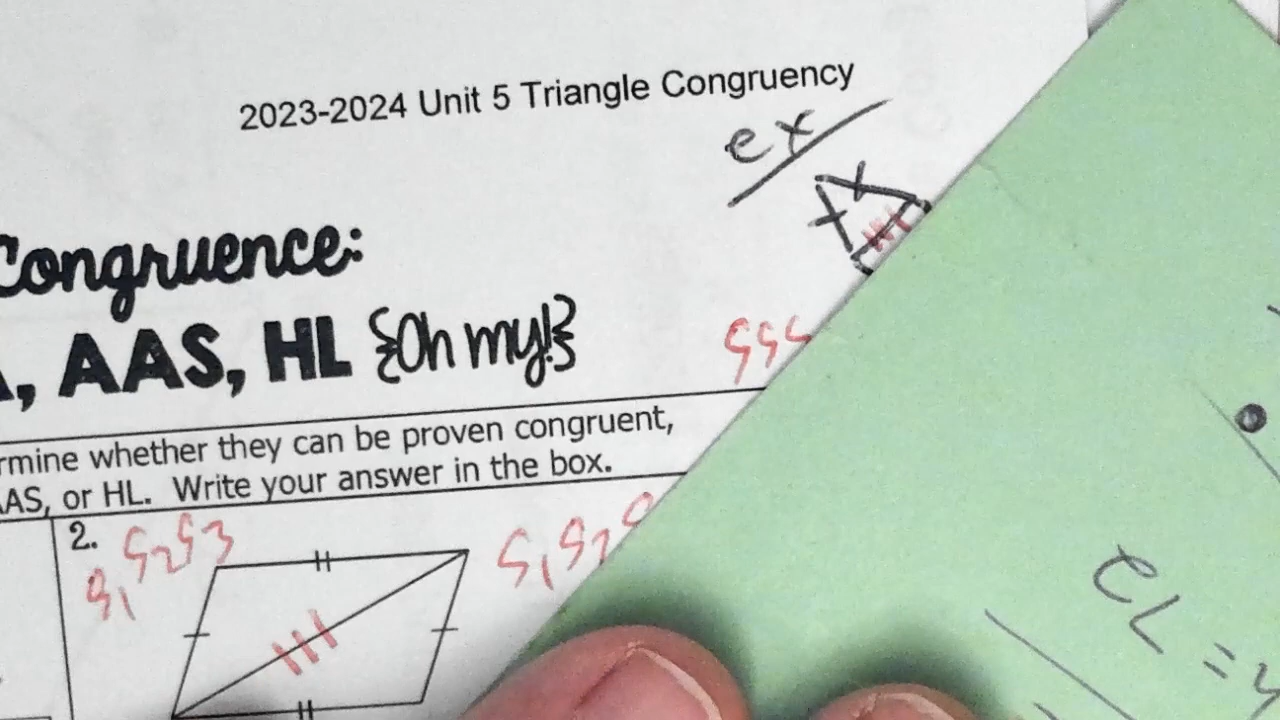 2023-2024 Unit 5 Triangle Congruency
ex
Congruence:
, AAS, HL {Oh my!}
SSS
rmine whether they can be proven congruent,
AAS, or HL. Write your answer in the box.
2.
S1 S2 S3
S1 S2 S